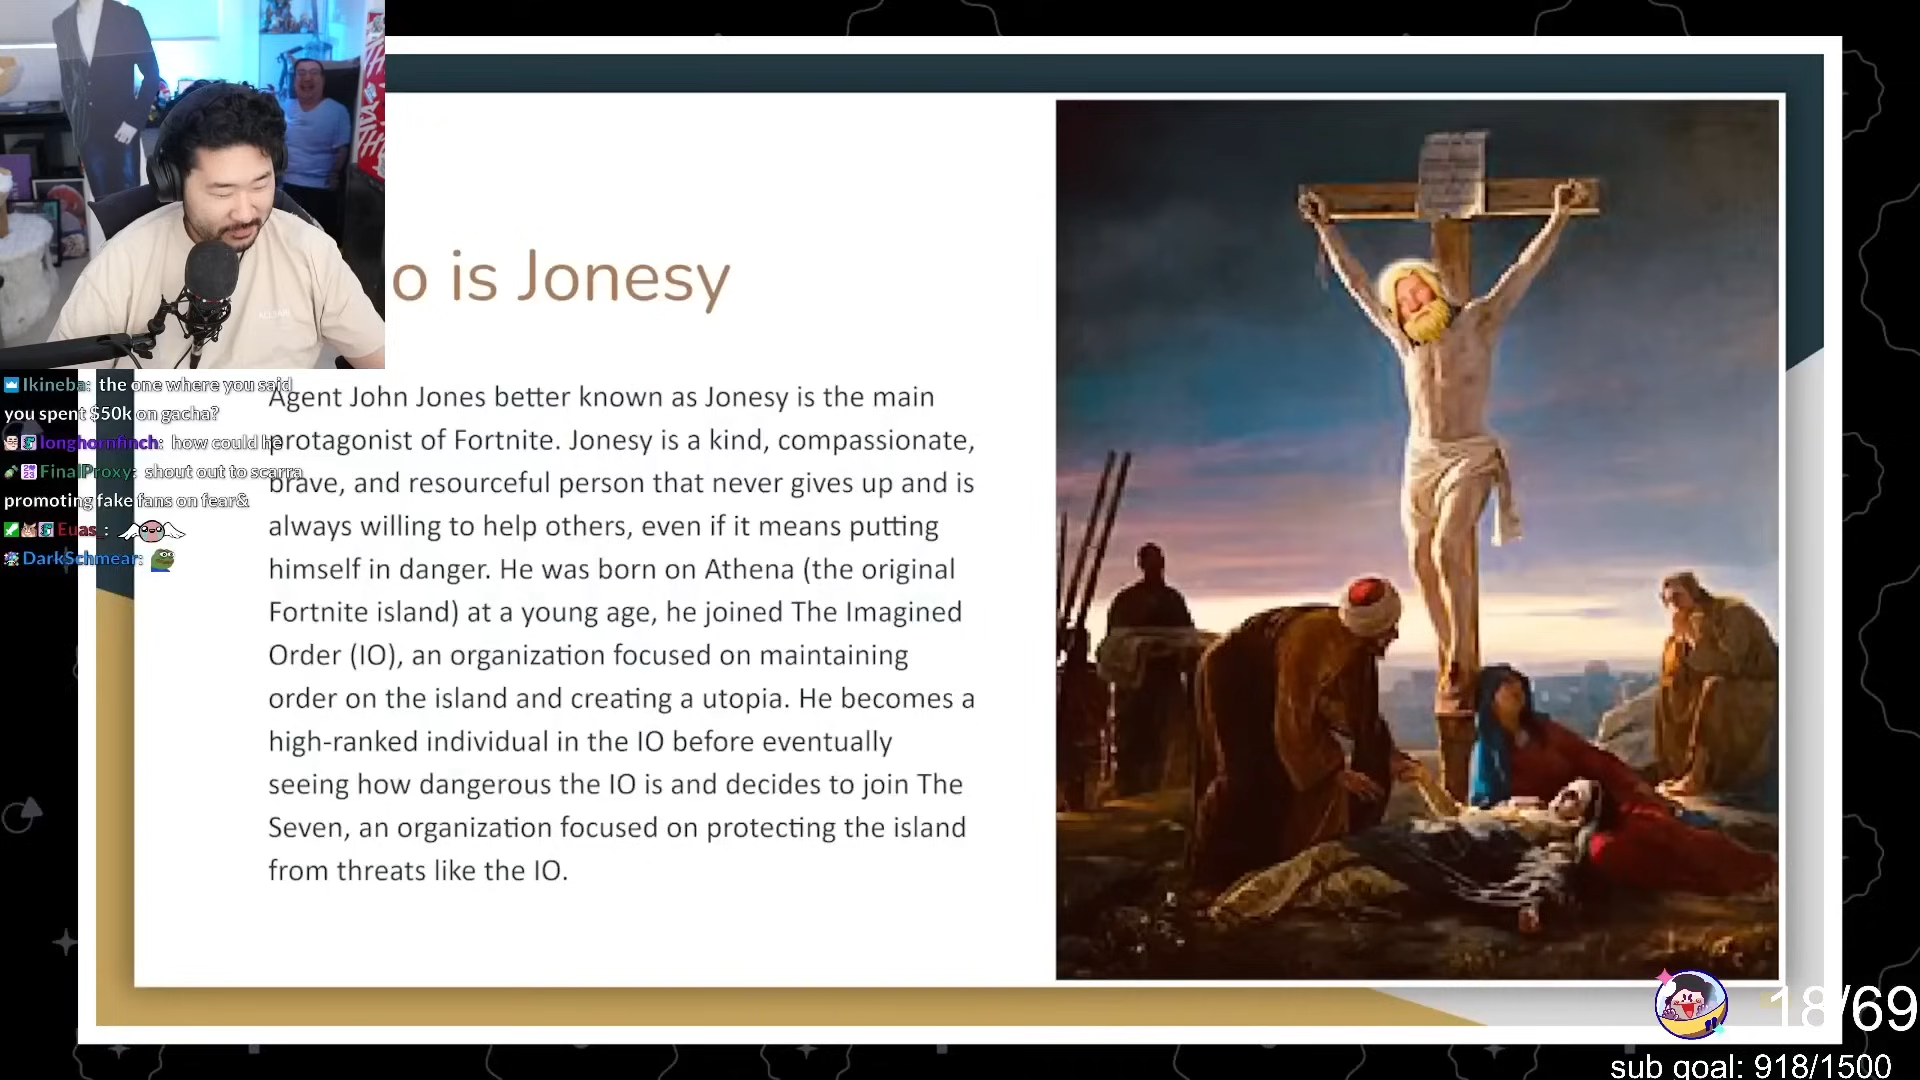 o is Jonesy
Agent John Jones better known as Jonesy is the main
protagonist of Fortnite. Jonesy is a kind, compassionate,
brave, and resourceful person that never gives up and is
always willing to help others, even if it means putting
himself in danger. He was born on Athena (the original
Fortnite island) at a young age, he joined The Imagined
Order (IO), an organization focused on maintaining
order on the island and creating a utopia. He becomes a
high-ranked individual in the IO before eventually
seeing how dangerous the IO is and decides to join The
Seven, an organization focused on protecting the island
from threats like the IO.
Ikineba: the one where you said
you spent $50k on gacha?
longhornfinch: how could he
FinalProxy: shout out to scarra
promoting fake fans on fear&
Euas_:
DarkSchmear:
18/69
sub goal: 918/1500